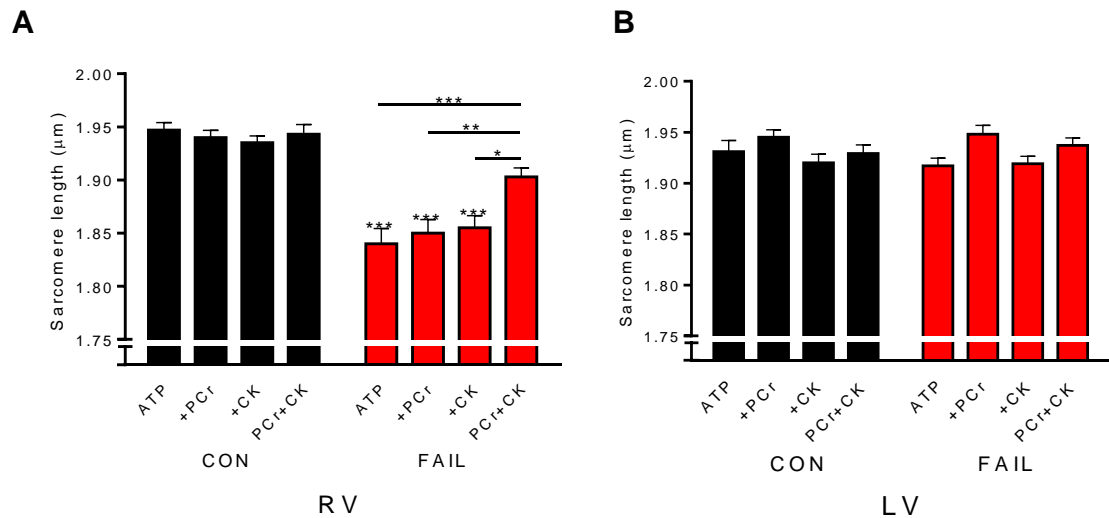 A
Sarcomere length (μm)
2.00
1.95
1.90
1.85
1.80
1.75
***
**
*
*** *** ***
ATP +PCr +CK PCr+CK ATP +PCr +CK PCr+CK
CON FAIL
RV
B
Sarcomere length (μm)
2.00
1.95
1.90
1.85
1.80
1.75
ATP +PCr +CK PCr+CK ATP +PCr +CK PCr+CK
CON FAIL
LV